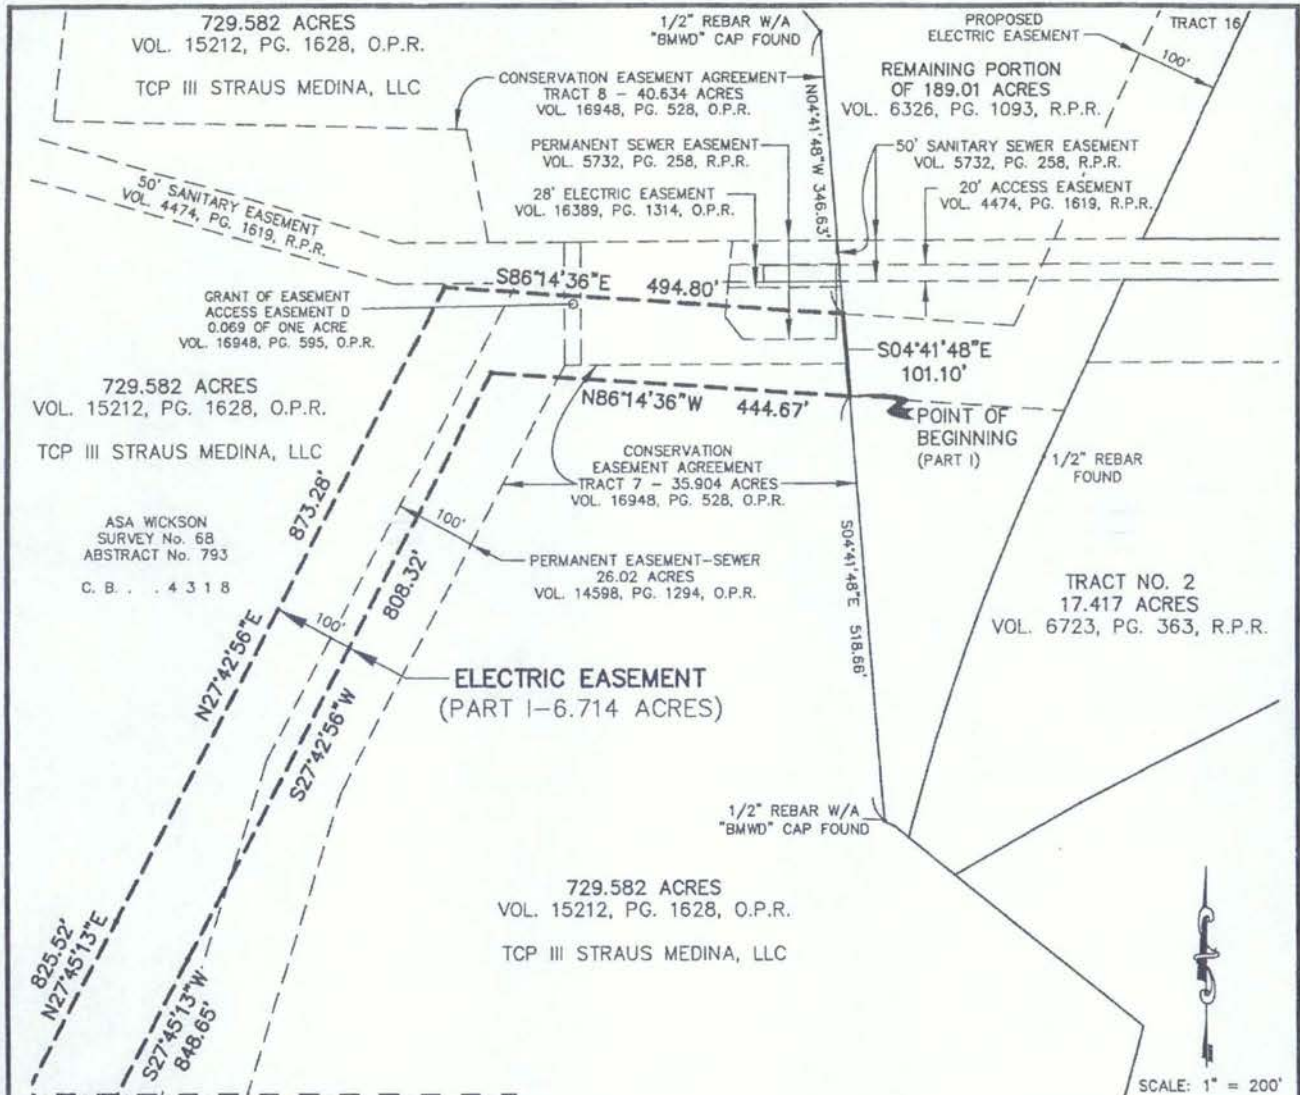 729.582 ACRES
VOL. 15212, PG. 1628, O.P.R.
TCP III STRAUS MEDINA, LLC
1/2" REBAR W/A
"BMWD" CAP FOUND
PROPOSED
ELECTRIC EASEMENT
TRACT 16
100'
CONSERVATION EASEMENT AGREEMENT
TRACT 8 - 40.634 ACRES
VOL. 16948, PG. 528, O.P.R.
N04°41'48"W 346.63'
REMAINING PORTION
OF 189.01 ACRES
VOL. 6326, PG. 1093, R.P.R.
PERMANENT SEWER EASEMENT
VOL. 5732, PG. 258, R.P.R.
50' SANITARY SEWER EASEMENT
VOL. 5732, PG. 258, R.P.R.
28' ELECTRIC EASEMENT
VOL. 16389, PG. 1314, O.P.R.
20' ACCESS EASEMENT
VOL. 4474, PG. 1619, R.P.R.
50' SANITARY EASEMENT
VOL. 4474, PG. 1619, R.P.R.
S86°14'36"E 494.80'
GRANT OF EASEMENT
ACCESS EASEMENT D
0.069 OF ONE ACRE
VOL. 16948, PG. 595, O.P.R.
S04°41'48"E
101.10'
729.582 ACRES
VOL. 15212, PG. 1628, O.P.R.
TCP III STRAUS MEDINA, LLC
N86°14'36"W 444.67'
POINT OF
BEGINNING
(PART I)
1/2" REBAR
FOUND
CONSERVATION
EASEMENT AGREEMENT
TRACT 7 - 35.904 ACRES
VOL. 16948, PG. 528, O.P.R.
873.28'
N27°42'56"E
ASA WICKSON
SURVEY No. 68
ABSTRACT No. 793
C. B. . . 4 3 1 8
100'
PERMANENT EASEMENT-SEWER
26.02 ACRES
VOL. 14598, PG. 1294, O.P.R.
808.32'
S27°42'56"W
S04°41'48"E 518.66'
TRACT NO. 2
17.417 ACRES
VOL. 6723, PG. 363, R.P.R.
100'
ELECTRIC EASEMENT
(PART I-6.714 ACRES)
1/2" REBAR W/A
"BMWD" CAP FOUND
729.582 ACRES
VOL. 15212, PG. 1628, O.P.R.
TCP III STRAUS MEDINA, LLC
825.52'
N27°45'13"E
S27°45'13"W
848.65'
SCALE: 1" = 200'